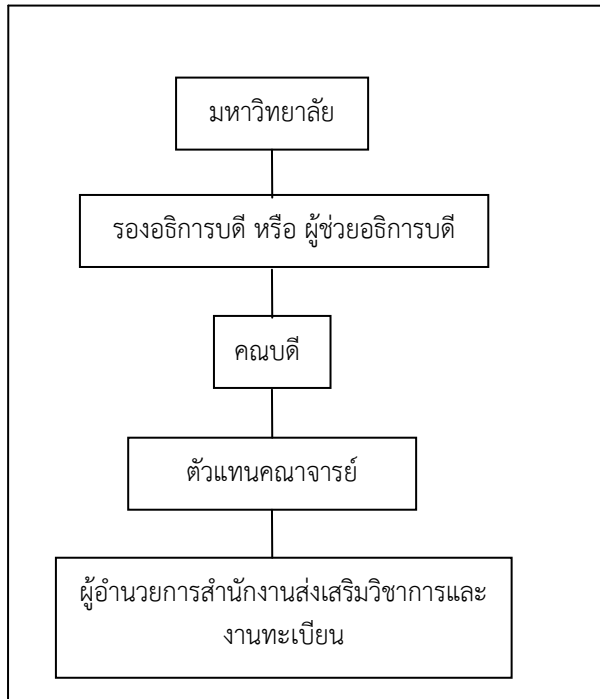 มหาวิทยาลัย
รองอธิการบดี หรือ ผู้ช่วยอธิการบดี
คณบดี
ตัวแทนคณาจารย์
ผู้อำนวยการสำนักงานส่งเสริมวิชาการและ
งานทะเบียน